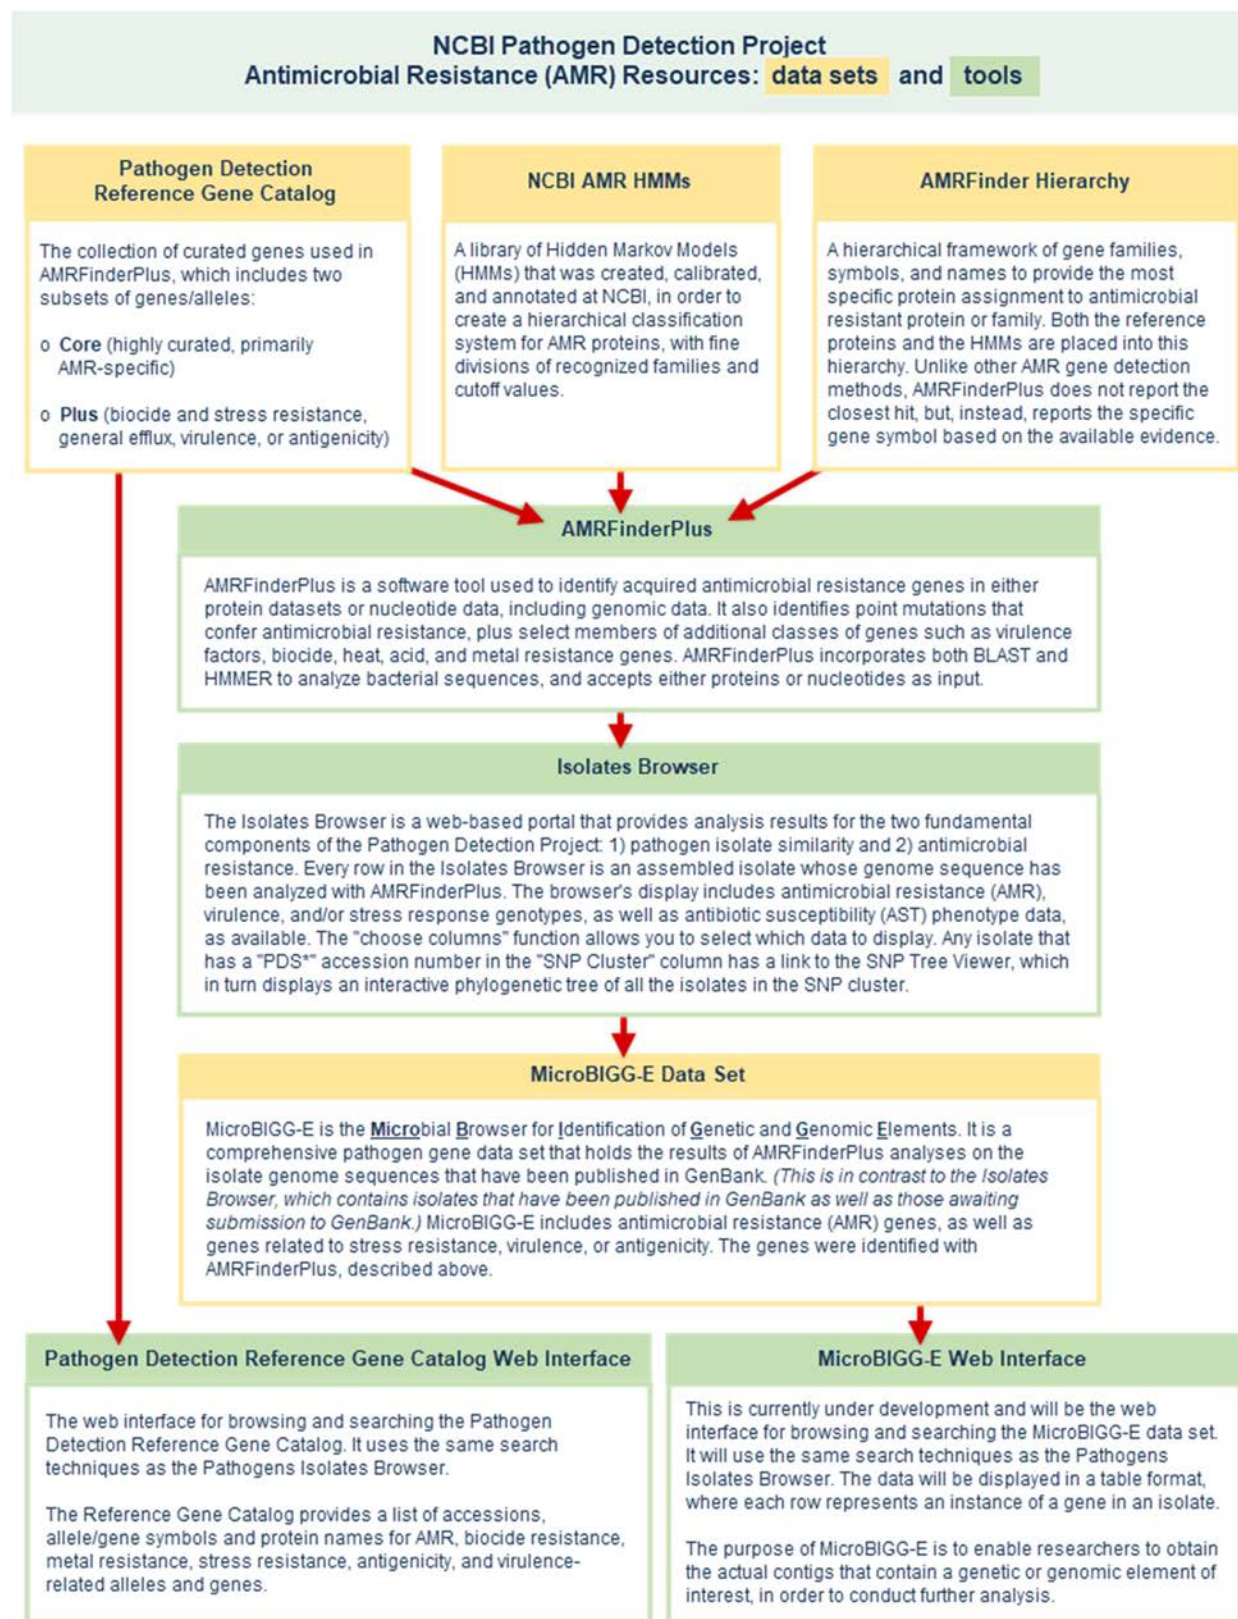 NCBI Pathogen Detection Project
Antimicrobial Resistance (AMR) Resources: data sets and tools
Pathogen Detection
Reference Gene Catalog
The collection of curated genes used in
AMRFinderPlus, which includes two
subsets of genes/alleles:
o Core (highly curated, primarily
AMR-specific)
o Plus (biocide and stress resistance,
general efflux, virulence, or antigenicity)
NCBI AMR HMMs
A library of Hidden Markov Models
(HMMs) that was created, calibrated,
and annotated at NCBI, in order to
create a hierarchical classification
system for AMR proteins, with fine
divisions of recognized families and
cutoff values.
AMRFinder Hierarchy
A hierarchical framework of gene families,
symbols, and names to provide the most
specific protein assignment to antimicrobial
resistant protein or family. Both the reference
proteins and the HMMs are placed into this
hierarchy. Unlike other AMR gene detection
methods, AMRFinderPlus does not report the
closest hit, but, instead, reports the specific
gene symbol based on the available evidence.
AMRFinderPlus
AMRFinderPlus is a software tool used to identify acquired antimicrobial resistance genes in either
protein datasets or nucleotide data, including genomic data. It also identifies point mutations that
confer antimicrobial resistance, plus select members of additional classes of genes such as virulence
factors, biocide, heat, acid, and metal resistance genes. AMRFinderPlus incorporates both BLAST and
HMMER to analyze bacterial sequences, and accepts either proteins or nucleotides as input.
Isolates Browser
The Isolates Browser is a web-based portal that provides analysis results for the two fundamental
components of the Pathogen Detection Project: 1) pathogen isolate similarity and 2) antimicrobial
resistance. Every row in the Isolates Browser is an assembled isolate whose genome sequence has
been analyzed with AMRFinderPlus. The browser's display includes antimicrobial resistance (AMR),
virulence, and/or stress response genotypes, as well as antibiotic susceptibility (AST) phenotype data,
as available. The "choose columns" function allows you to select which data to display. Any isolate that
has a "PDS*" accession number in the "SNP Cluster" column has a link to the SNP Tree Viewer, which
in turn displays an interactive phylogenetic tree of all the isolates in the SNP cluster.
MicroBIGG-E Data Set
MicroBIGG-E is the Microbial Browser for Identification of Genetic and Genomic Elements. It is a
comprehensive pathogen gene data set that holds the results of AMRFinderPlus analyses on the
isolate genome sequences that have been published in GenBank. (This is in contrast to the Isolates
Browser, which contains isolates that have been published in GenBank as well as those awaiting
submission to GenBank.) MicroBIGG-E includes antimicrobial resistance (AMR) genes, as well as
genes related to stress resistance, virulence, or antigenicity. The genes were identified with
AMRFinderPlus, described above.
Pathogen Detection Reference Gene Catalog Web Interface
The web interface for browsing and searching the Pathogen
Detection Reference Gene Catalog. It uses the same search
techniques as the Pathogens Isolates Browser.
The Reference Gene Catalog provides a list of accessions,
allele/gene symbols and protein names for AMR, biocide resistance,
metal resistance, stress resistance, antigenicity, and virulence-
related alleles and genes.
MicroBIGG-E Web Interface
This is currently under development and will be the web
interface for browsing and searching the MicroBIGG-E data set.
It will use the same search techniques as the Pathogens
Isolates Browser. The data will be displayed in a table format,
where each row represents an instance of a gene in an isolate.
The purpose of MicroBIGG-E is to enable researchers to obtain
the actual contigs that contain a genetic or genomic element of
interest, in order to conduct further analysis.